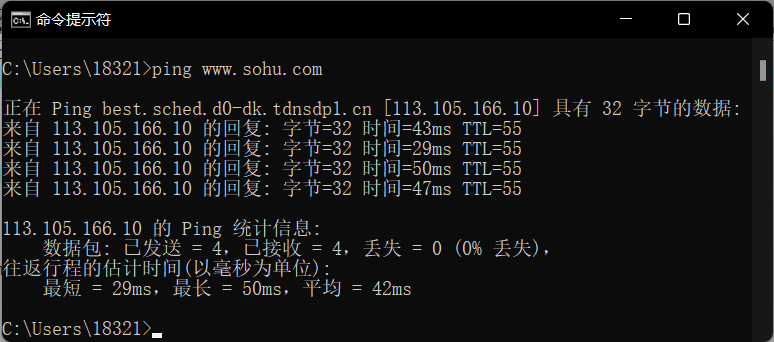 命令提示符
C:\Users\18321>ping www.sohu.com
正在 Ping best.sched.d0-dk.tdnsdp1.cn [113.105.166.10] 具有 32 字节的数据:
来自 113.105.166.10 的回复: 字节=32 时间=43ms TTL=55
来自 113.105.166.10 的回复: 字节=32 时间=29ms TTL=55
来自 113.105.166.10 的回复: 字节=32 时间=50ms TTL=55
来自 113.105.166.10 的回复: 字节=32 时间=47ms TTL=55
113.105.166.10 的 Ping 统计信息:
数据包: 已发送 = 4，已接收 = 4，丢失 = 0 (0% 丢失)，
往返行程的估计时间(以毫秒为单位):
最短 = 29ms，最长 = 50ms，平均 = 42ms
C:\Users\18321>